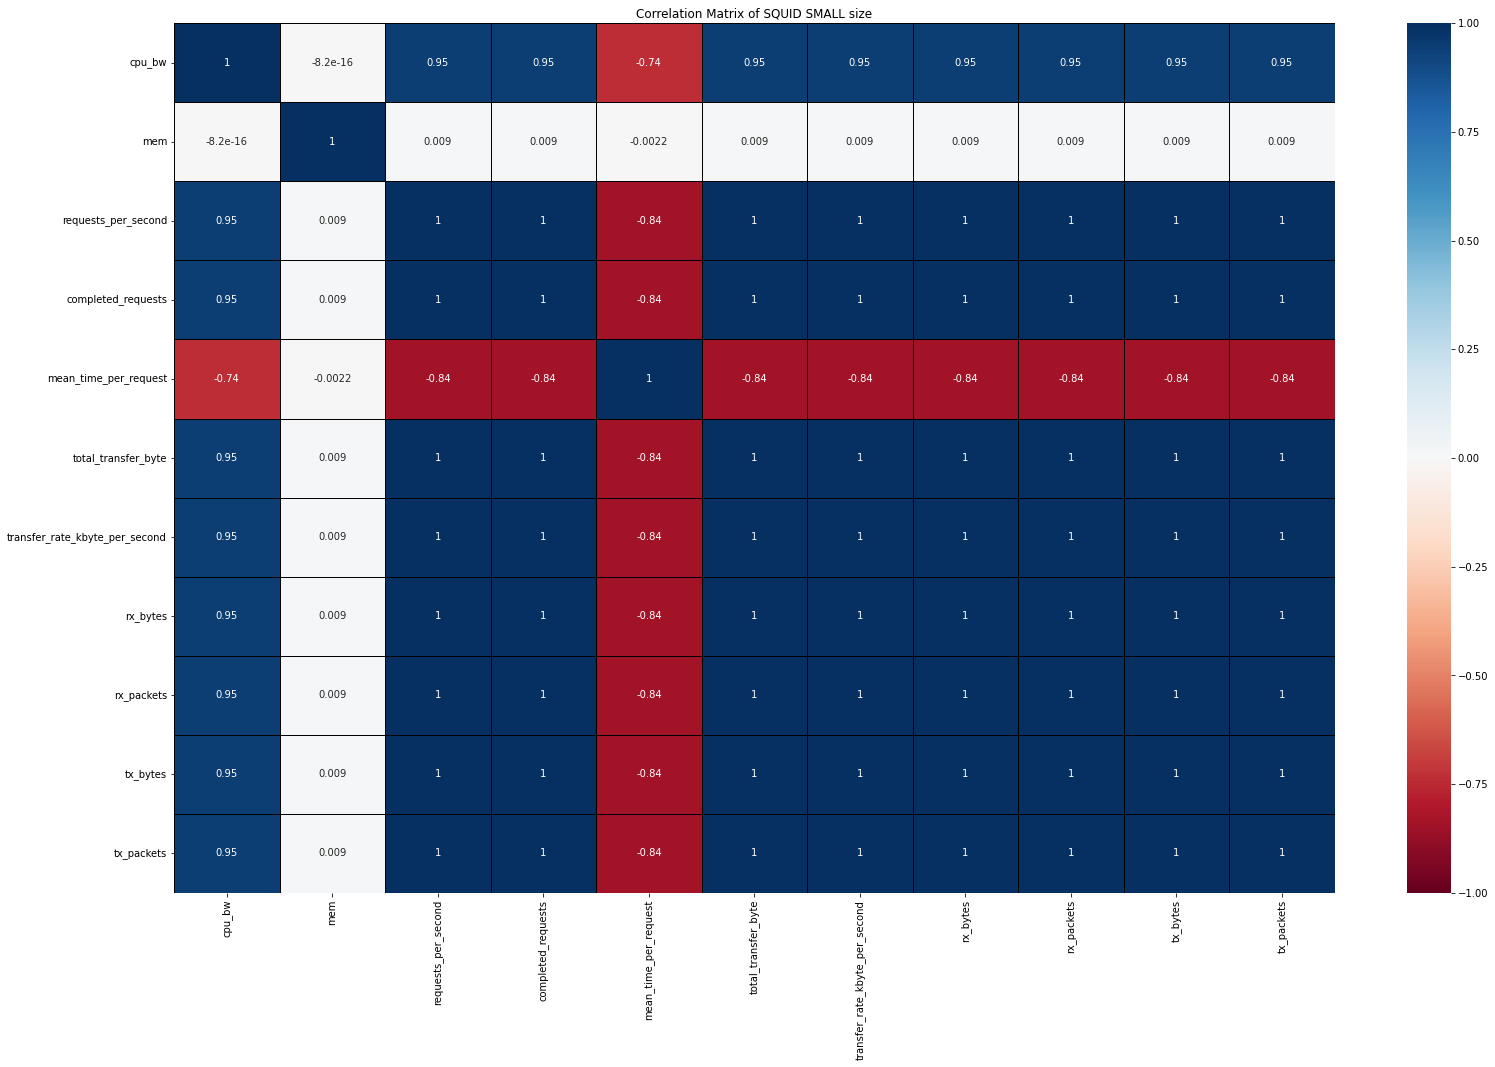 Correlation Matrix of SQUID SMALL size
cpu_bw 1 -8.2e-16 0.95 0.95 -0.74 0.95 0.95 0.95 0.95 0.95 0.95
mem -8.2e-16 1 0.009 0.009 -0.0022 0.009 0.009 0.009 0.009 0.009 0.009
requests_per_second 0.95 0.009 1 1 -0.84 1 1 1 1 1 1
completed_requests 0.95 0.009 1 1 -0.84 1 1 1 1 1 1
mean_time_per_request -0.74 -0.0022 -0.84 -0.84 1 -0.84 -0.84 -0.84 -0.84 -0.84 -0.84
total_transfer_byte 0.95 0.009 1 1 -0.84 1 1 1 1 1 1
transfer_rate_kbyte_per_second 0.95 0.009 1 1 -0.84 1 1 1 1 1 1
rx_bytes 0.95 0.009 1 1 -0.84 1 1 1 1 1 1
rx_packets 0.95 0.009 1 1 -0.84 1 1 1 1 1 1
tx_bytes 0.95 0.009 1 1 -0.84 1 1 1 1 1 1
tx_packets 0.95 0.009 1 1 -0.84 1 1 1 1 1 1
cpu_bw
mem
requests_per_second
completed_requests
mean_time_per_request
total_transfer_byte
transfer_rate_kbyte_per_second
rx_bytes
rx_packets
tx_bytes
tx_packets
1.00
0.75
0.50
0.25
0.00
−0.25
−0.50
−0.75
−1.00